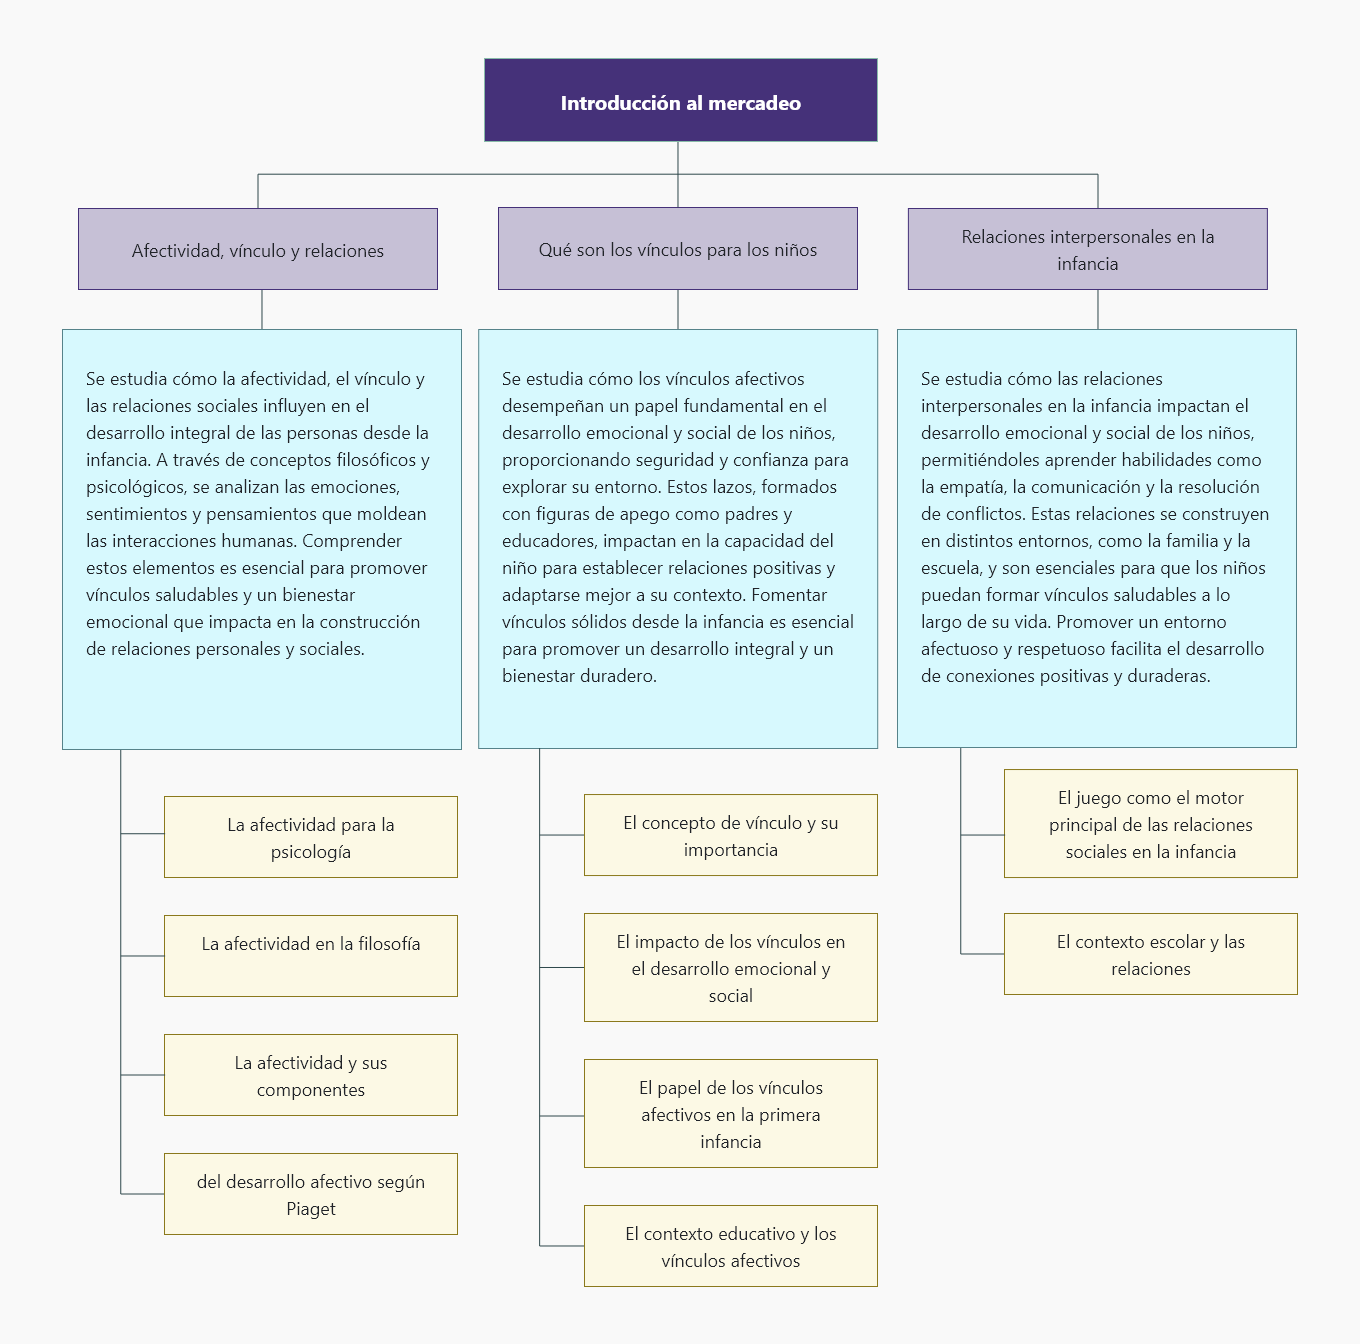 Introducción al mercadeo
Afectividad, vínculo y relaciones
Se estudia cómo la afectividad, el vínculo y
las relaciones sociales influyen en el
desarrollo integral de las personas desde la
infancia. A través de conceptos filosóficos y
psicológicos, se analizan las emociones,
sentimientos y pensamientos que moldean
las interacciones humanas. Comprender
estos elementos es esencial para promover
vínculos saludables y un bienestar
emocional que impacta en la construcción
de relaciones personales y sociales.
La afectividad para la
psicología
La afectividad en la filosofía
La afectividad y sus
componentes
del desarrollo afectivo según
Piaget
Qué son los vínculos para los niños
Se estudia cómo los vínculos afectivos
desempeñan un papel fundamental en el
desarrollo emocional y social de los niños,
proporcionando seguridad y confianza para
explorar su entorno. Estos lazos, formados
con figuras de apego como padres y
educadores, impactan en la capacidad del
niño para establecer relaciones positivas y
adaptarse mejor a su contexto. Fomentar
vínculos sólidos desde la infancia es esencial
para promover un desarrollo integral y un
bienestar duradero.
El concepto de vínculo y su
importancia
El impacto de los vínculos en
el desarrollo emocional y
social
El papel de los vínculos
afectivos en la primera
infancia
El contexto educativo y los
vínculos afectivos
Relaciones interpersonales en la
infancia
Se estudia cómo las relaciones
interpersonales en la infancia impactan el
desarrollo emocional y social de los niños,
permitiéndoles aprender habilidades como
la empatía, la comunicación y la resolución
de conflictos. Estas relaciones se construyen
en distintos entornos, como la familia y la
escuela, y son esenciales para que los niños
puedan formar vínculos saludables a lo
largo de su vida. Promover un entorno
afectuoso y respetuoso facilita el desarrollo
de conexiones positivas y duraderas.
El juego como el motor
principal de las relaciones
sociales en la infancia
El contexto escolar y las
relaciones